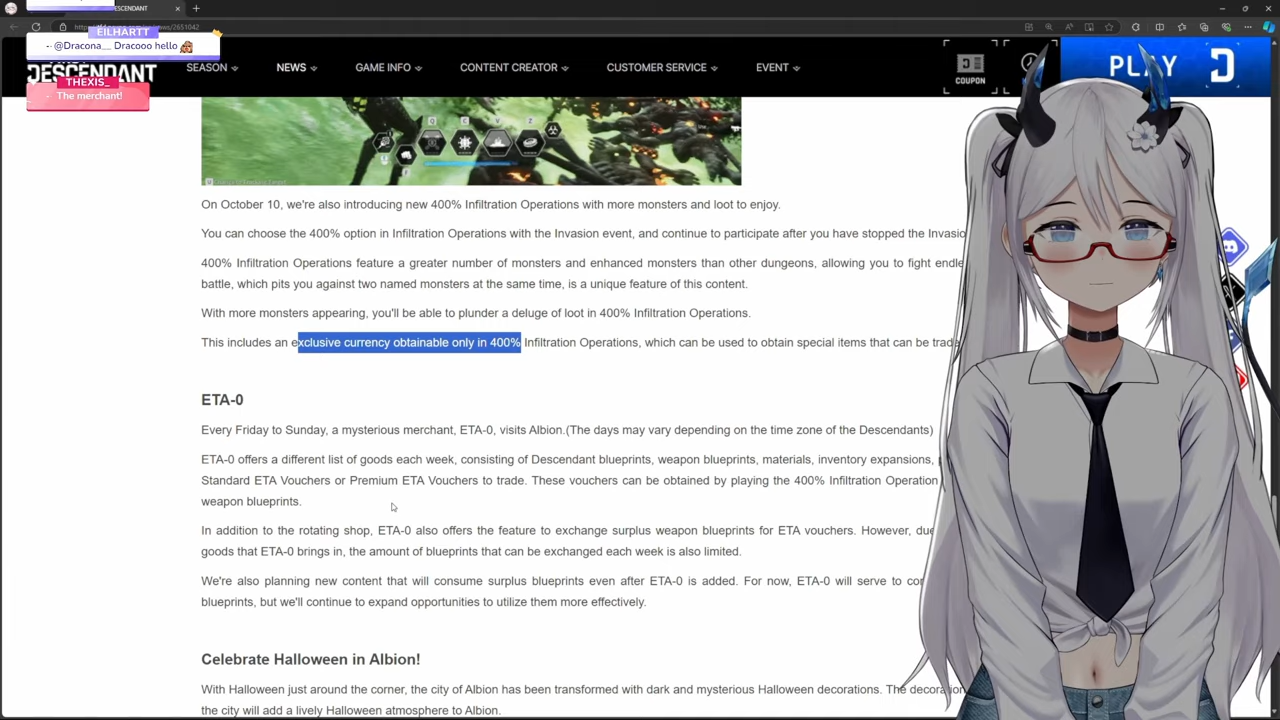 DESCENDANT
EILHARTT
@Dracona__ Dracooo hello
THEXIS_
The merchant!
DESCENDANT
SEASON
NEWS
GAME INFO
CONTENT CREATOR
CUSTOMER SERVICE
EVENT
COUPON
PLAY
On October 10, we're also introducing new 400% Infiltration Operations with more monsters and loot to enjoy.
You can choose the 400% option in Infiltration Operations with the Invasion event, and continue to participate after you have stopped the Invasio
400% Infiltration Operations feature a greater number of monsters and enhanced monsters than other dungeons, allowing you to fight endle
battle, which pits you against two named monsters at the same time, is a unique feature of this content.
With more monsters appearing, you'll be able to plunder a deluge of loot in 400% Infiltration Operations.
This includes an exclusive currency obtainable only in 400% Infiltration Operations, which can be used to obtain special items that can be trade
ETA-0
Every Friday to Sunday, a mysterious merchant, ETA-0, visits Albion.(The days may vary depending on the time zone of the Descendants)
ETA-0 offers a different list of goods each week, consisting of Descendant blueprints, weapon blueprints, materials, inventory expansions,
Standard ETA Vouchers or Premium ETA Vouchers to trade. These vouchers can be obtained by playing the 400% Infiltration Operation
weapon blueprints.
In addition to the rotating shop, ETA-0 also offers the feature to exchange surplus weapon blueprints for ETA vouchers. However, due
goods that ETA-0 brings in, the amount of blueprints that can be exchanged each week is also limited.
We're also planning new content that will consume surplus blueprints even after ETA-0 is added. For now, ETA-0 will serve to co
blueprints, but we'll continue to expand opportunities to utilize them more effectively.
Celebrate Halloween in Albion!
With Halloween just around the corner, the city of Albion has been transformed with dark and mysterious Halloween decorations. The decoration
the city will add a lively Halloween atmosphere to Albion.